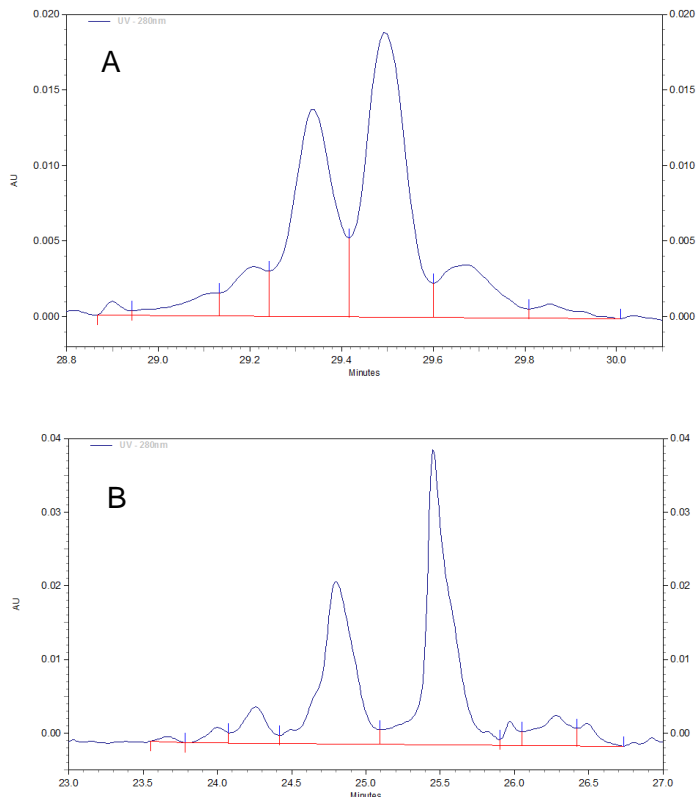 UV - 280nm
A
0.020 0.020
0.015 0.015
0.010 0.010
AU
0.005 0.005
0.000 0.000
28.8 29.0 29.2 29.4 29.6 29.8 30.0
Minutes
0.04 0.04
UV - 280nm
B
0.03 0.03
0.02 0.02
AU
0.01 0.01
0.00 0.00
23.0 23.5 24.0 24.5 25.0 25.5 26.0 26.5 27.0
Minutes